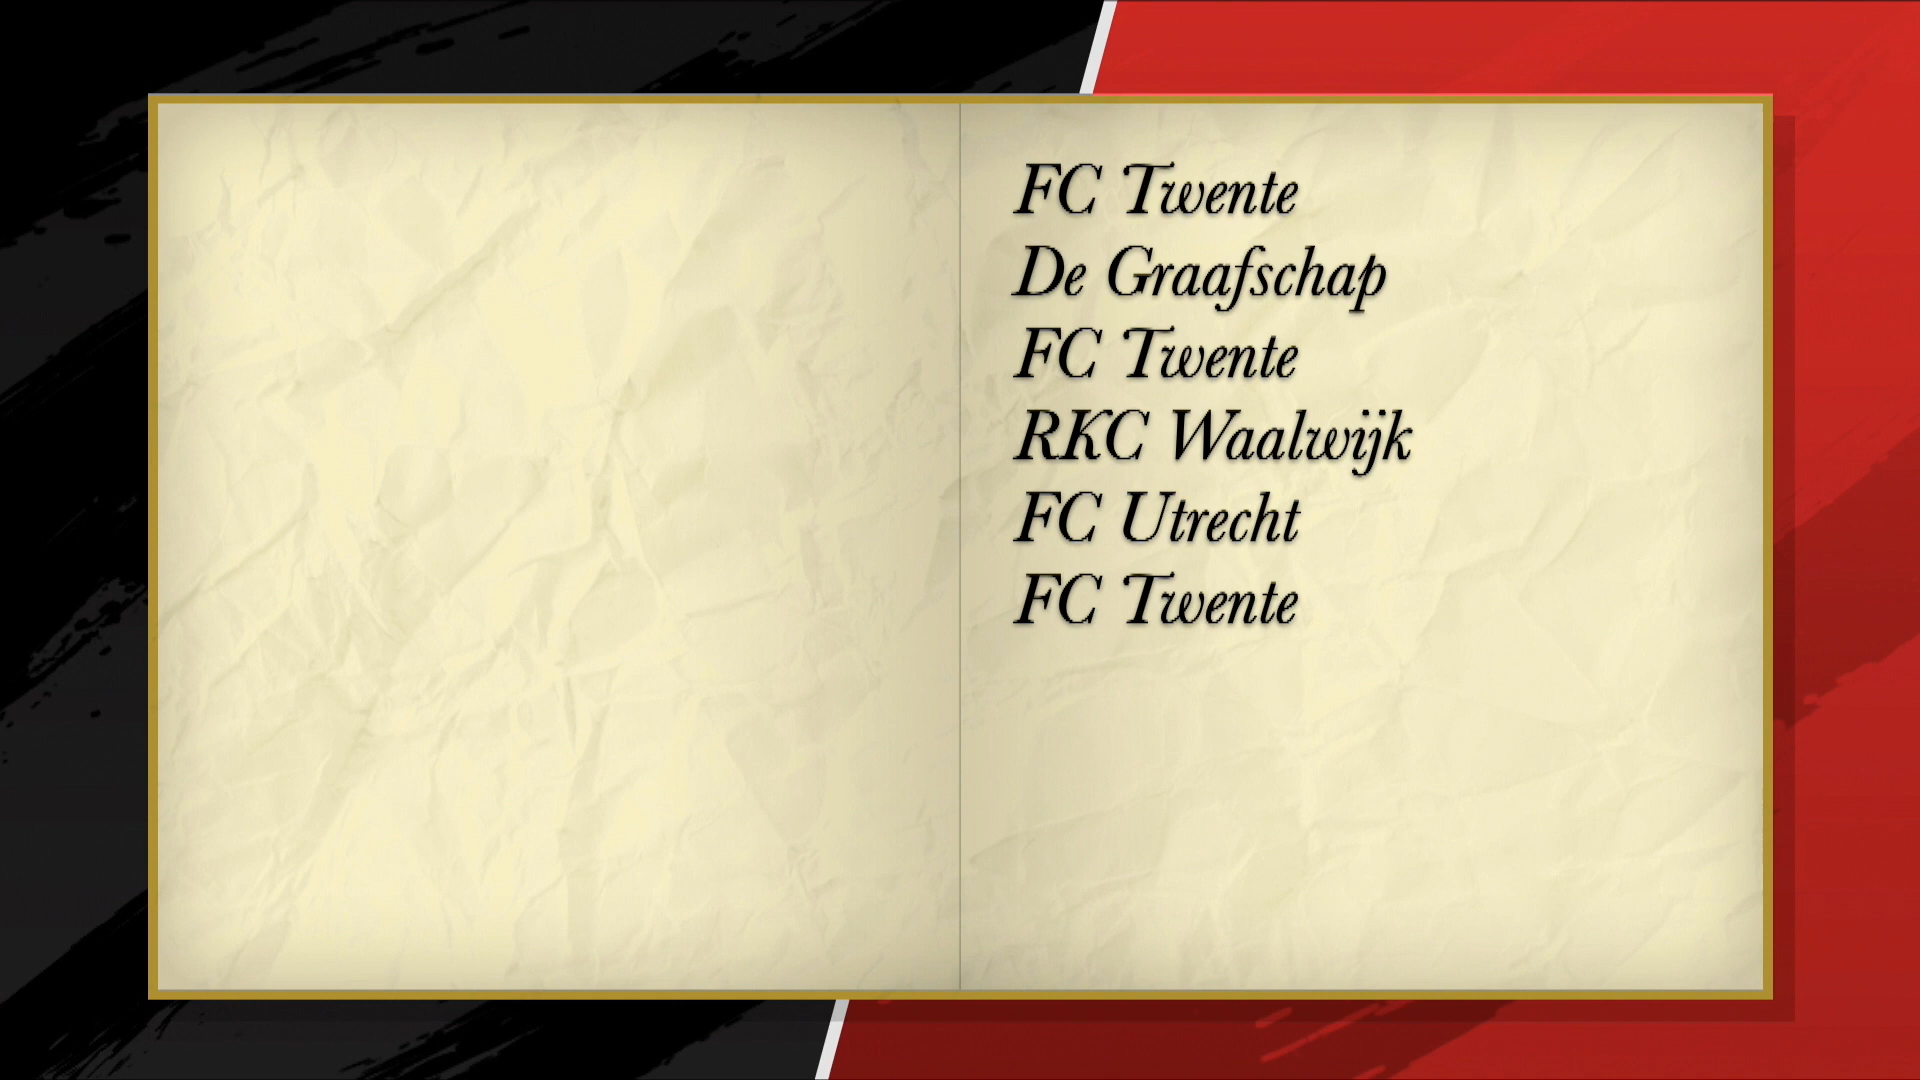 FC Twente
De Graafschap
FC Twente
RKC Waalwijk
FC Utrecht
FC Twente